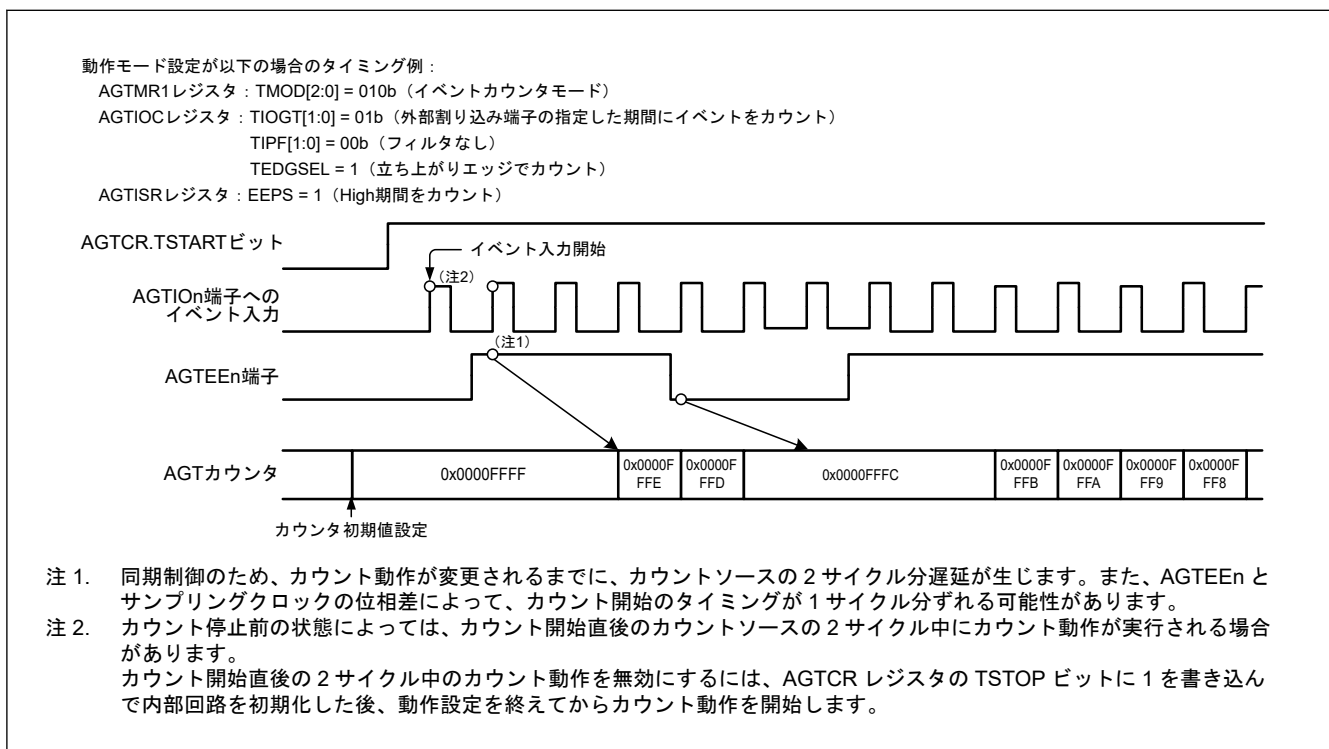 動作モード設定が以下の場合のタイミング例：
AGTMR1レジスタ：TMOD[2:0] = 010b（イベントカウンタモード）
AGTIOCレジスタ：TIOGT[1:0] = 01b（外部割り込み端子の指定した期間にイベントをカウント）
TIPF[1:0] = 00b（フィルタなし）
TEDGSEL = 1（立ち上がりエッジでカウント）
AGTISRレジスタ：EEPS = 1（High期間をカウント）
AGTCR.TSTARTビット
イベント入力開始
（注2）
AGTIOn端子への
イベント入力
（注1）
AGTEEn端子
AGTカウンタ
0x0000FFFF
0x0000F
FFE
0x0000F
FFD
0x0000FFFC
0x0000F
FFB
0x0000F
FFA
0x0000F
FF9
0x0000F
FF8
カウンタ初期値設定
注 1. 同期制御のため、カウント動作が変更されるまでに、カウントソースの 2 サイクル分遅延が生じます。また、AGTEEn と
サンプリングクロックの位相差によって、カウント開始のタイミングが 1 サイクル分ずれる可能性があります。
注 2. カウント停止前の状態によっては、カウント開始直後のカウントソースの 2 サイクル中にカウント動作が実行される場合
があります。
カウント開始直後の 2 サイクル中のカウント動作を無効にするには、AGTCR レジスタの TSTOP ビットに 1 を書き込ん
で内部回路を初期化した後、動作設定を終えてからカウント動作を開始します。